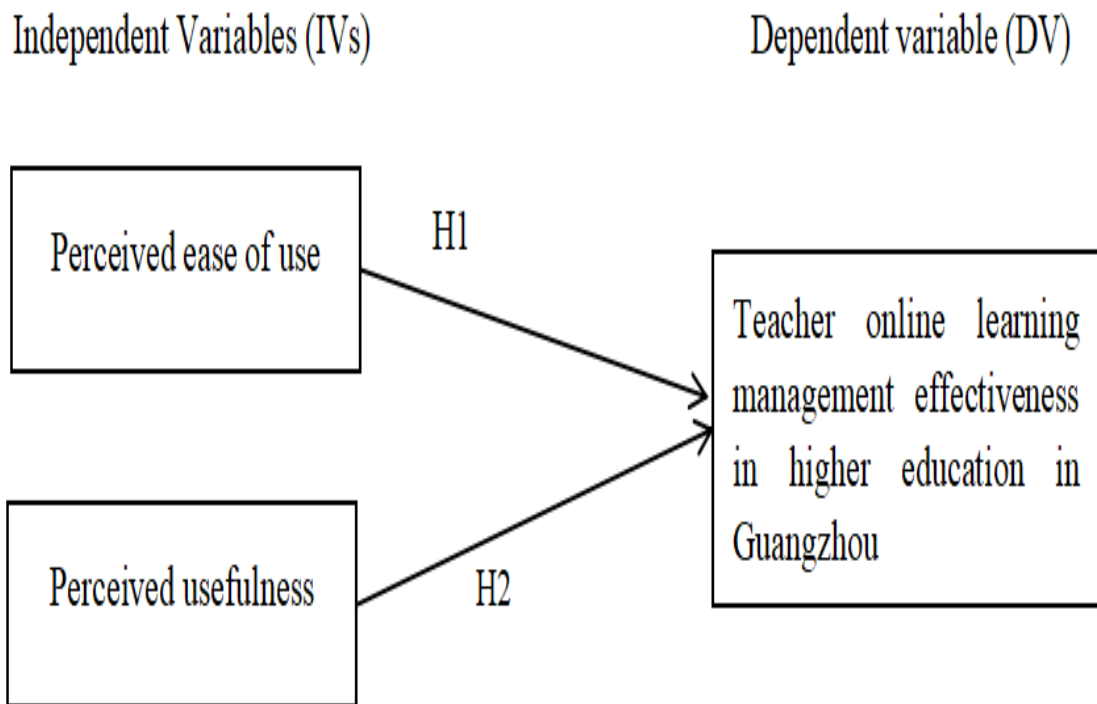 Independent Variables (IVs)
Dependent variable (DV)
H1
Perceived ease of use
Teacher online learning
management effectiveness
in higher education in
Guangzhou
Perceived usefulness
H2